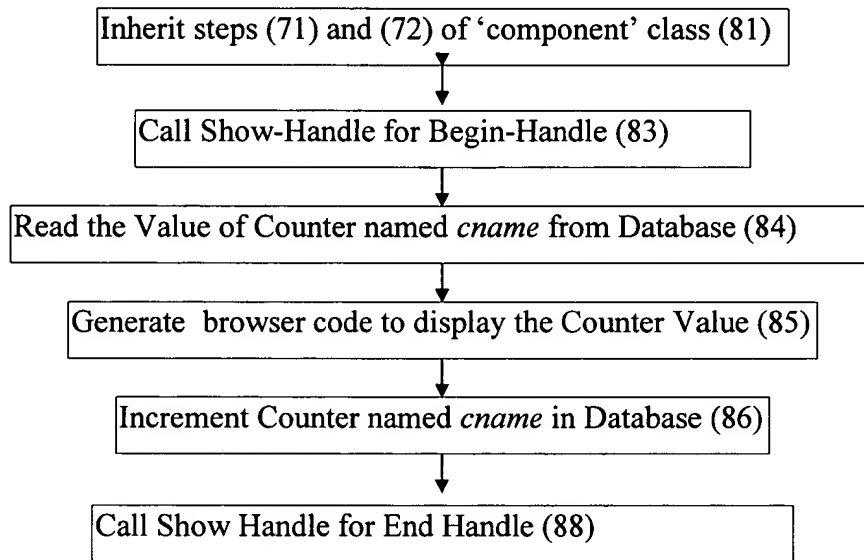 Inherit steps (71) and (72) of ‘component’ class (81)
Call Show-Handle for Begin-Handle (83)
Read the Value of Counter named cname from Database (84)
Generate browser code to display the Counter Value (85)
Increment Counter named cname in Database (86)
Call Show Handle for End Handle (88)